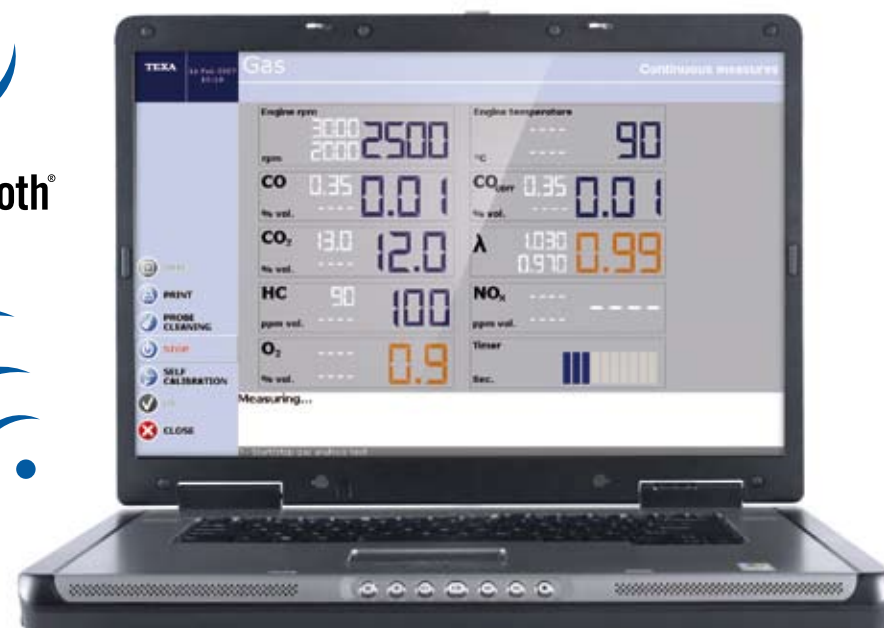 oth®
TEXA
Gas
Continuous measures
Engine rpm
3000
2000
2500
rpm
Engine temperature
----
----
90
°C
CO
0.35
----
0.01
% vol.
COcorr
0.35
----
0.01
% vol.
CO₂
13.0
----
12.0
% vol.
λ
1.030
0.970
0.99
HC
90
----
100
ppm vol.
NOx
----
----
----
ppm vol.
O₂
----
----
0.9
% vol.
Timer
Sec.
PRINT
PROBE
CLEANING
STOP
SELF
CALIBRATION
CLOSE
Measuring...